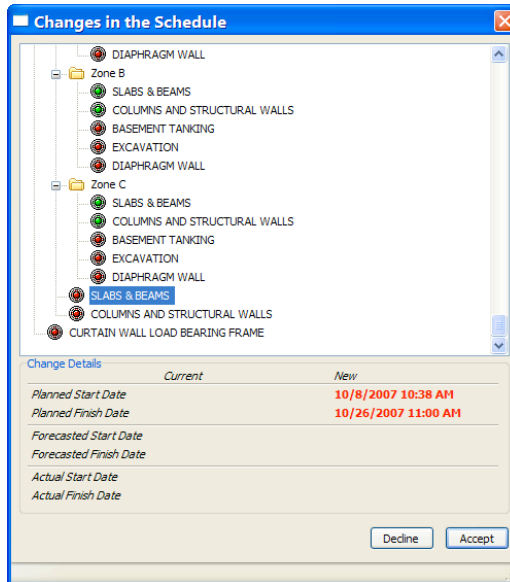 Changes in the Schedule
DIAPHRAGM WALL
Zone B
SLABS & BEAMS
COLUMNS AND STRUCTURAL WALLS
BASEMENT TANKING
EXCAVATION
DIAPHRAGM WALL
Zone C
SLABS & BEAMS
COLUMNS AND STRUCTURAL WALLS
BASEMENT TANKING
EXCAVATION
DIAPHRAGM WALL
SLABS & BEAMS
COLUMNS AND STRUCTURAL WALLS
CURTAIN WALL LOAD BEARING FRAME
Change Details
Current New
Planned Start Date 10/8/2007 10:38 AM
Planned Finish Date 10/26/2007 11:00 AM
Forecasted Start Date
Forecasted Finish Date
Actual Start Date
Actual Finish Date
Decline Accept